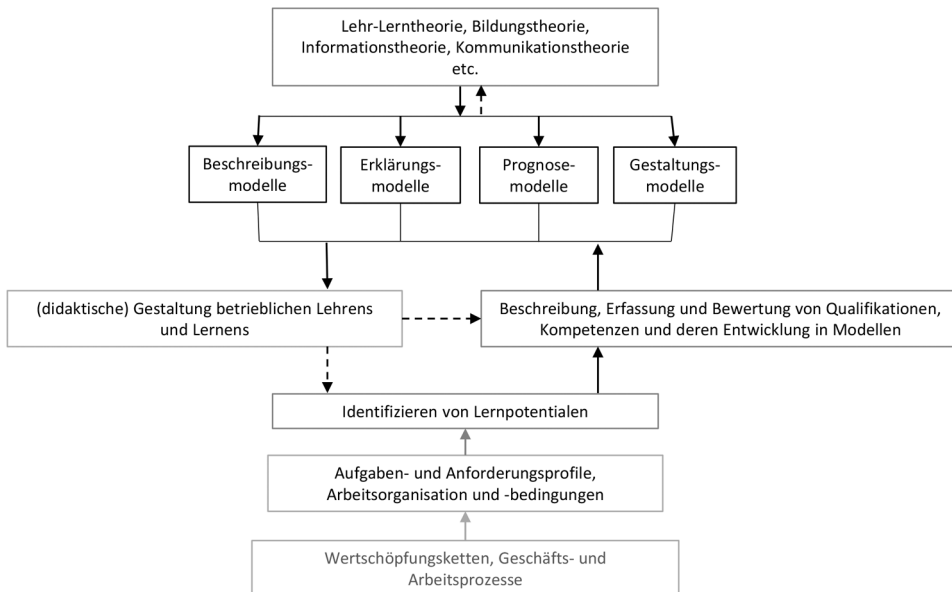 Lehr-Lerntheorie, Bildungstheorie,
Informationstheorie, Kommunikationstheorie
etc.
Beschreibungs-
modelle
Erklärungs-
modelle
Prognose-
modelle
Gestaltungs-
modelle
(didaktische) Gestaltung betrieblichen Lehrens
und Lernens
Beschreibung, Erfassung und Bewertung von Qualifikationen,
Kompetenzen und deren Entwicklung in Modellen
Identifizieren von Lernpotentialen
Aufgaben- und Anforderungsprofile,
Arbeitsorganisation und -bedingungen
Wertschöpfungsketten, Geschäfts- und
Arbeitsprozesse